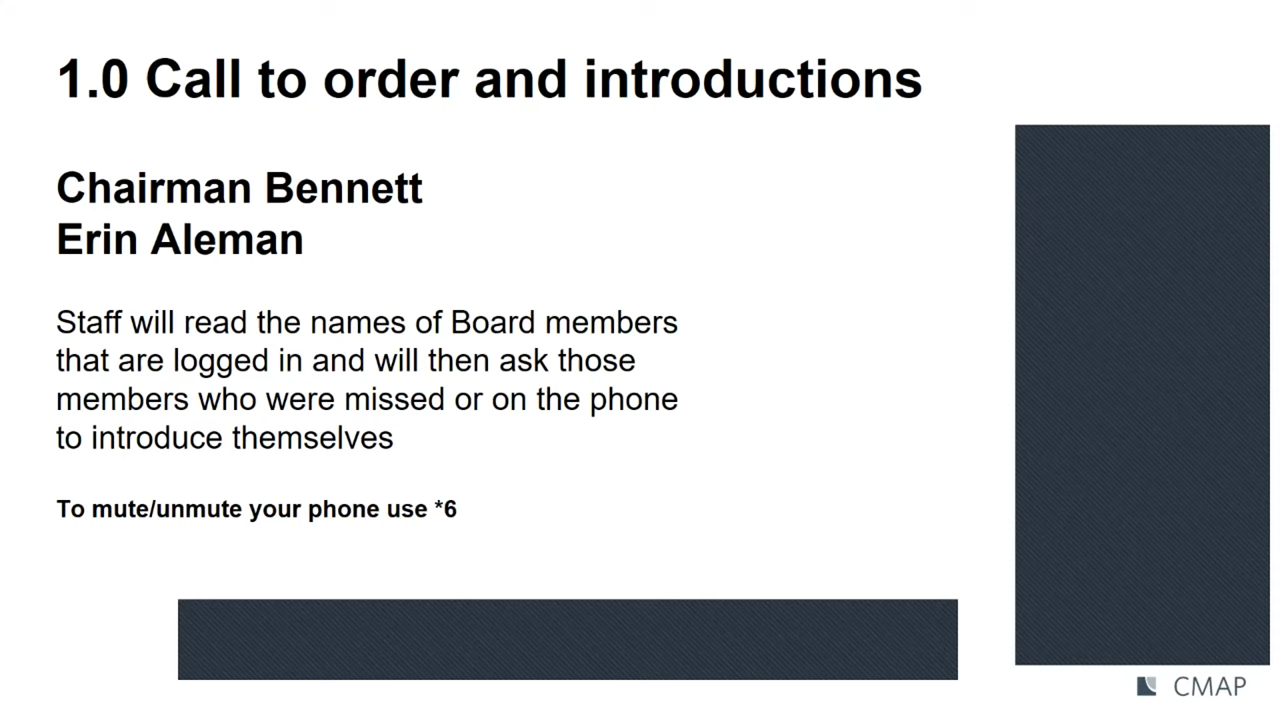 1.0 Call to order and introductions
Chairman Bennett
Erin Aleman
Staff will read the names of Board members
that are logged in and will then ask those
members who were missed or on the phone
to introduce themselves
To mute/unmute your phone use *6
CMAP